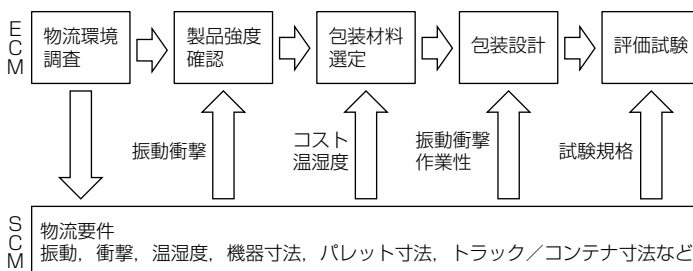 ECM
物流環境
調査
製品強度
確認
包装材料
選定
包装設計
評価試験
振動衝撃
コスト
温湿度
振動衝撃
作業性
試験規格
SCM
物流要件
振動，衝撃，温湿度，機器寸法，パレット寸法，トラック／コンテナ寸法など